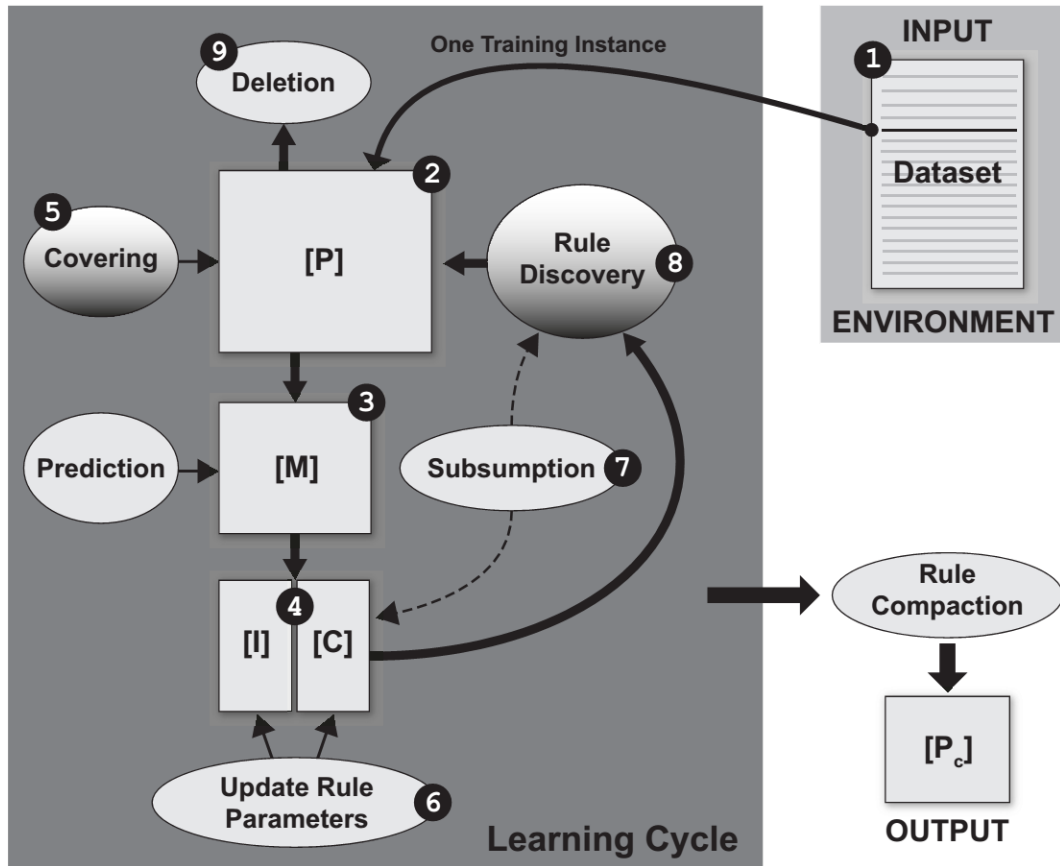 INPUT
1
Dataset
ENVIRONMENT
One Training Instance
9
Deletion
2
[P]
5
Covering
Rule
Discovery
8
3
[M]
Prediction
Subsumption
7
4
[I]
[C]
Update Rule
Parameters
6
Learning Cycle
Rule
Compaction
[Pc]
OUTPUT